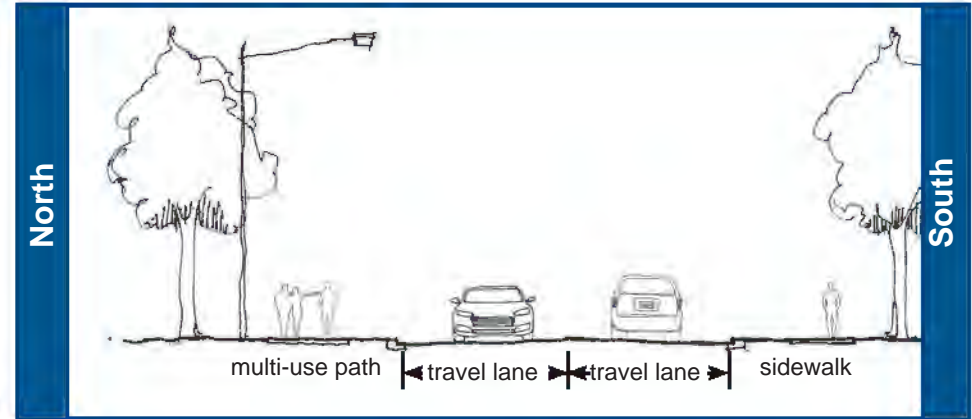 North
South
multi-use path
travel lane
travel lane
sidewalk